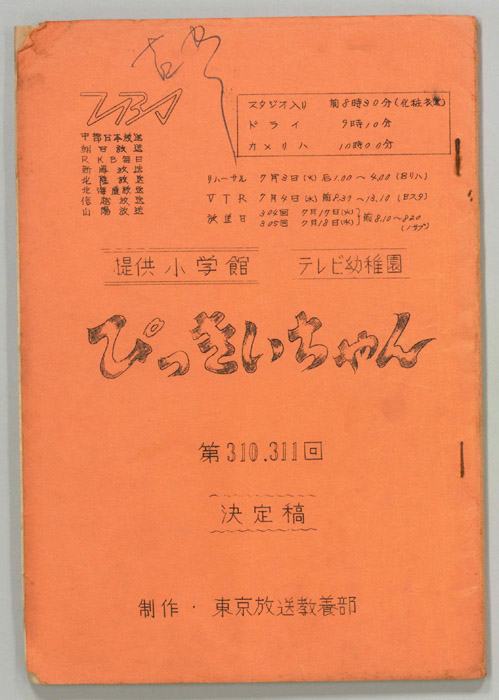 TBS
中部日本放送
朝日放送
RKB毎日
新潟放送
北陸放送
北海道放送
信越放送
山陽放送
スタジオ入り 前8時30分(化粧衣裳)
ドライ 9時10分
カメリハ 10時00分
リハーサル 7月3日(火) 后1.00〜4.00(Bリハ)
VTR 7月4日(水) 前8.30〜13.10(Bスタ)
放送日 304回 7月17日(火) 前8.10〜8.20
305回 7月18日(水)
提供 小学館
テレビ幼稚園
ぴっきいちゃん
第310.311回
決定稿
制作・東京放送教養部